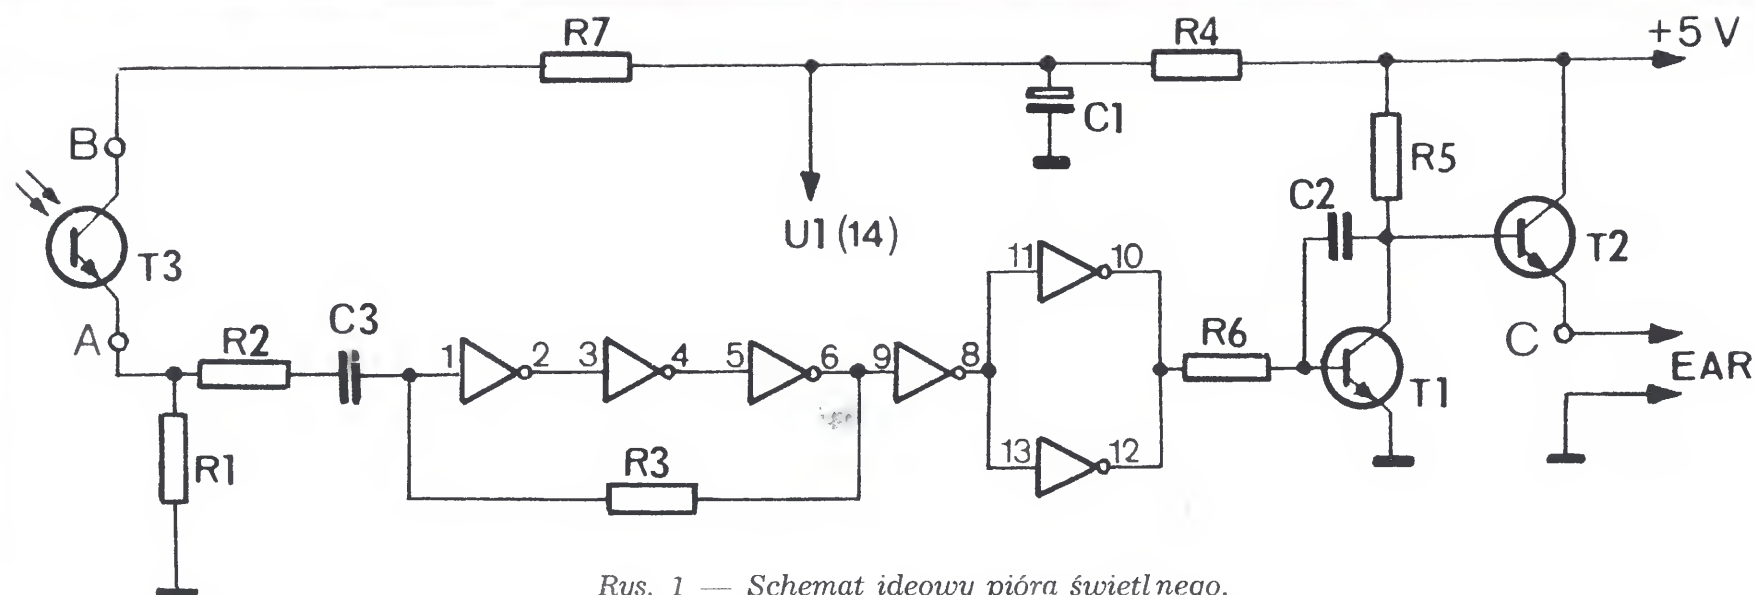 R7
R4
+5 V
C1
B
R5
C2
U1 (14)
T2
T3
11
10
A
R2
C3
R6
C
1
2
3
4
5
6
9
8
EAR
T1
13
12
R3
R1
Rys. 1 — Schemat ideowy pióra świetlnego.